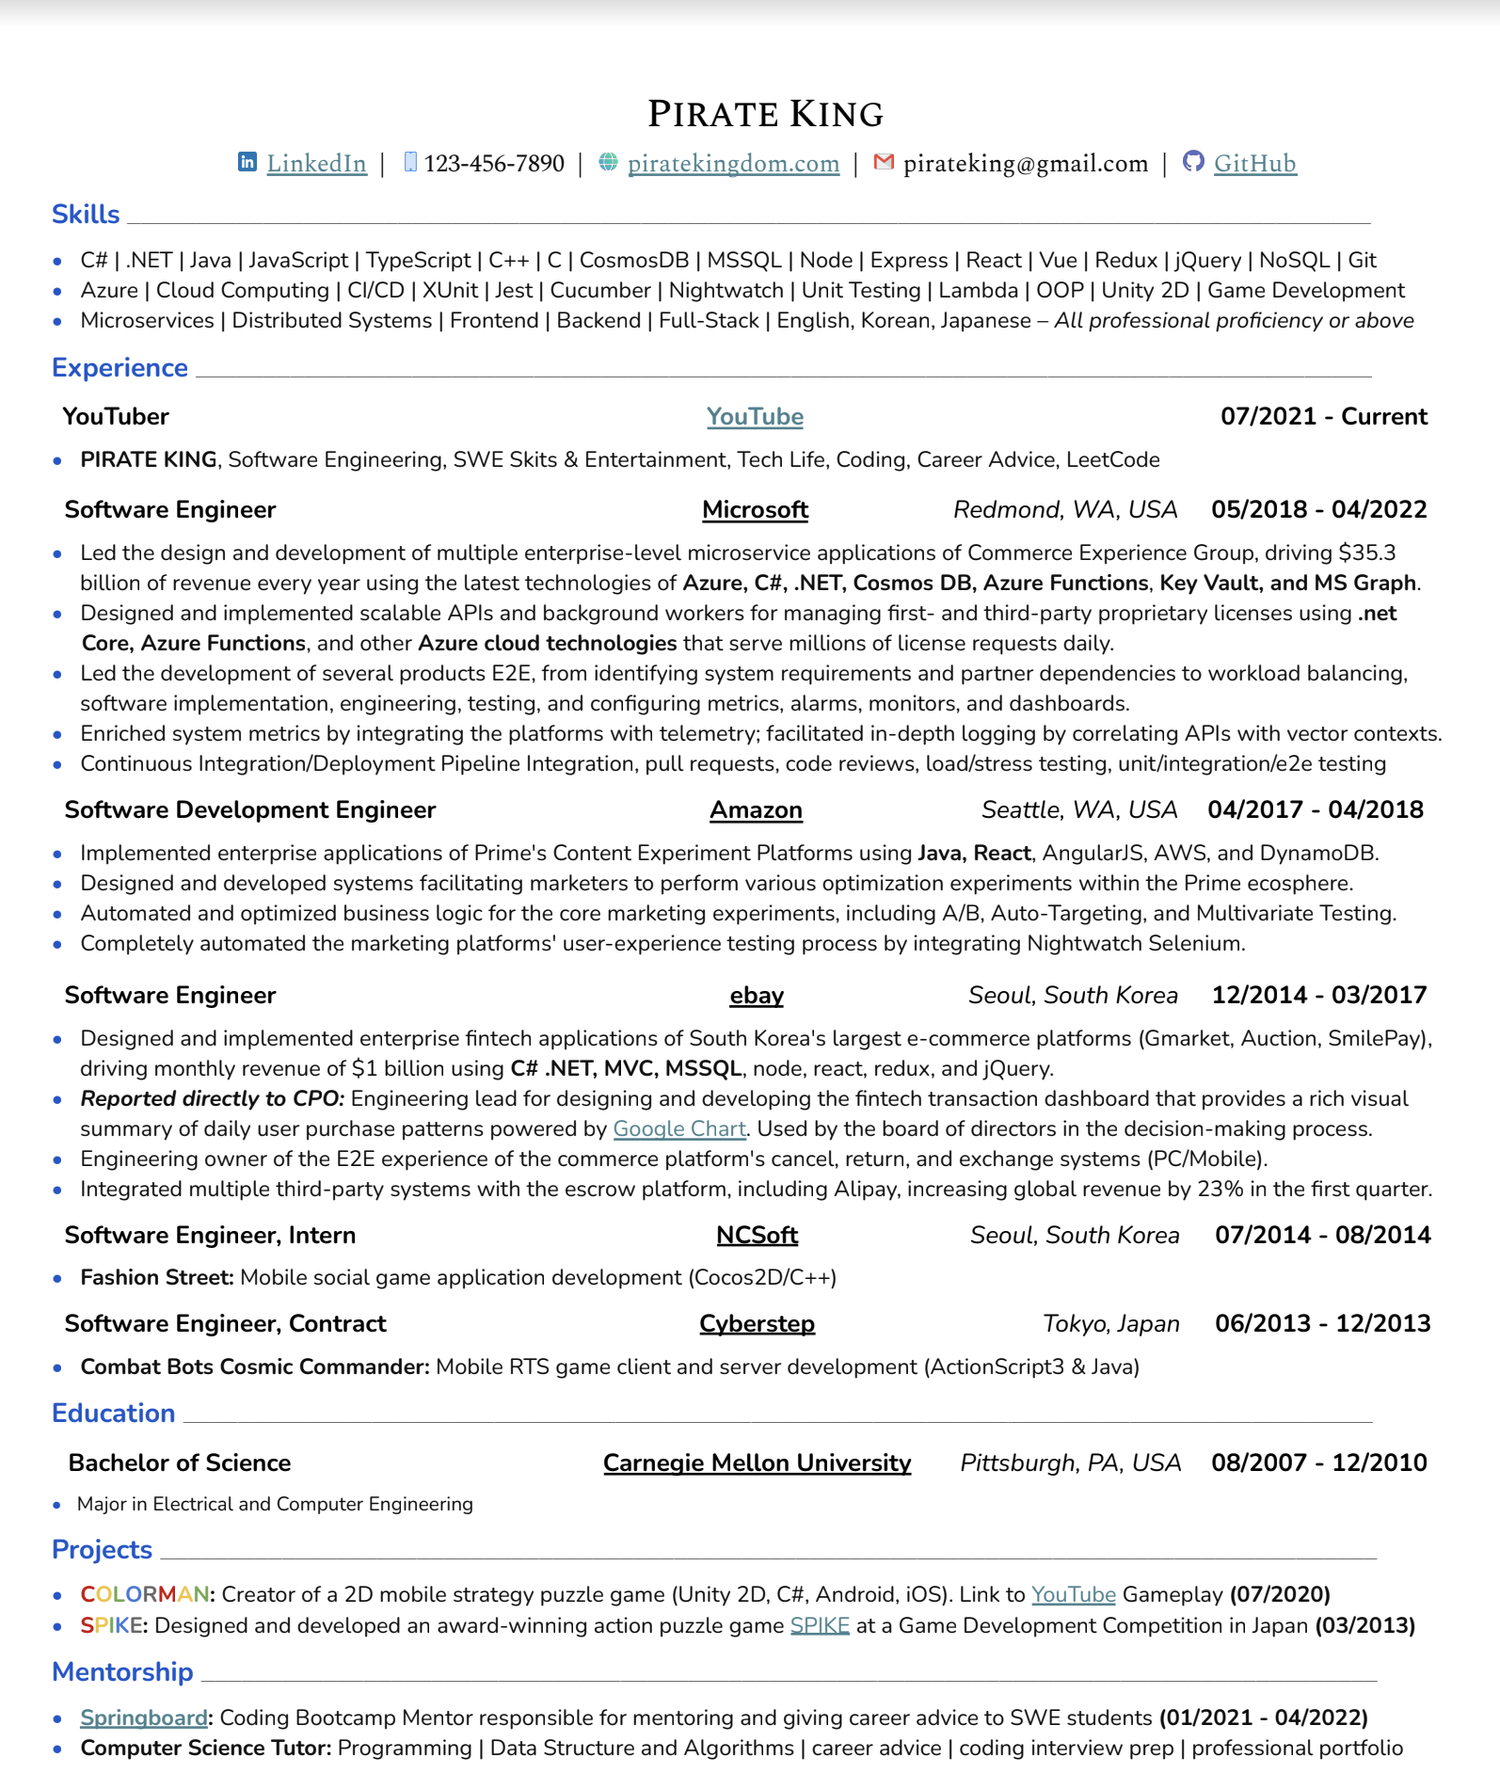 PIRATE KING
LinkedIn | 123-456-7890 | piratekingdom.com | pirateking@gmail.com | GitHub
Skills
• C# | .NET | Java | JavaScript | TypeScript | C++ | C | CosmosDB | MSSQL | Node | Express | React | Vue | Redux | jQuery | NoSQL | Git
• Azure | Cloud Computing | CI/CD | XUnit | Jest | Cucumber | Nightwatch | Unit Testing | Lambda | OOP | Unity 2D | Game Development
• Microservices | Distributed Systems | Frontend | Backend | Full-Stack | English, Korean, Japanese – All professional proficiency or above
Experience
YouTuber YouTube 07/2021 - Current
• PIRATE KING, Software Engineering, SWE Skits & Entertainment, Tech Life, Coding, Career Advice, LeetCode
Software Engineer Microsoft Redmond, WA, USA 05/2018 - 04/2022
• Led the design and development of multiple enterprise-level microservice applications of Commerce Experience Group, driving $35.3
billion of revenue every year using the latest technologies of Azure, C#, .NET, Cosmos DB, Azure Functions, Key Vault, and MS Graph.
• Designed and implemented scalable APIs and background workers for managing first- and third-party proprietary licenses using .net
Core, Azure Functions, and other Azure cloud technologies that serve millions of license requests daily.
• Led the development of several products E2E, from identifying system requirements and partner dependencies to workload balancing,
software implementation, engineering, testing, and configuring metrics, alarms, monitors, and dashboards.
• Enriched system metrics by integrating the platforms with telemetry; facilitated in-depth logging by correlating APIs with vector contexts.
• Continuous Integration/Deployment Pipeline Integration, pull requests, code reviews, load/stress testing, unit/integration/e2e testing
Software Development Engineer Amazon Seattle, WA, USA 04/2017 - 04/2018
• Implemented enterprise applications of Prime's Content Experiment Platforms using Java, React, AngularJS, AWS, and DynamoDB.
• Designed and developed systems facilitating marketers to perform various optimization experiments within the Prime ecosphere.
• Automated and optimized business logic for the core marketing experiments, including A/B, Auto-Targeting, and Multivariate Testing.
• Completely automated the marketing platforms' user-experience testing process by integrating Nightwatch Selenium.
Software Engineer ebay Seoul, South Korea 12/2014 - 03/2017
• Designed and implemented enterprise fintech applications of South Korea's largest e-commerce platforms (Gmarket, Auction, SmilePay),
driving monthly revenue of $1 billion using C# .NET, MVC, MSSQL, node, react, redux, and jQuery.
• Reported directly to CPO: Engineering lead for designing and developing the fintech transaction dashboard that provides a rich visual
summary of daily user purchase patterns powered by Google Chart. Used by the board of directors in the decision-making process.
• Engineering owner of the E2E experience of the commerce platform's cancel, return, and exchange systems (PC/Mobile).
• Integrated multiple third-party systems with the escrow platform, including Alipay, increasing global revenue by 23% in the first quarter.
Software Engineer, Intern NCSoft Seoul, South Korea 07/2014 - 08/2014
• Fashion Street: Mobile social game application development (Cocos2D/C++)
Software Engineer, Contract Cyberstep Tokyo, Japan 06/2013 - 12/2013
• Combat Bots Cosmic Commander: Mobile RTS game client and server development (ActionScript3 & Java)
Education
Bachelor of Science Carnegie Mellon University Pittsburgh, PA, USA 08/2007 - 12/2010
• Major in Electrical and Computer Engineering
Projects
• COLORMAN: Creator of a 2D mobile strategy puzzle game (Unity 2D, C#, Android, iOS). Link to YouTube Gameplay (07/2020)
• SPIKE: Designed and developed an award-winning action puzzle game SPIKE at a Game Development Competition in Japan (03/2013)
Mentorship
• Springboard: Coding Bootcamp Mentor responsible for mentoring and giving career advice to SWE students (01/2021 - 04/2022)
• Computer Science Tutor: Programming | Data Structure and Algorithms | career advice | coding interview prep | professional portfolio